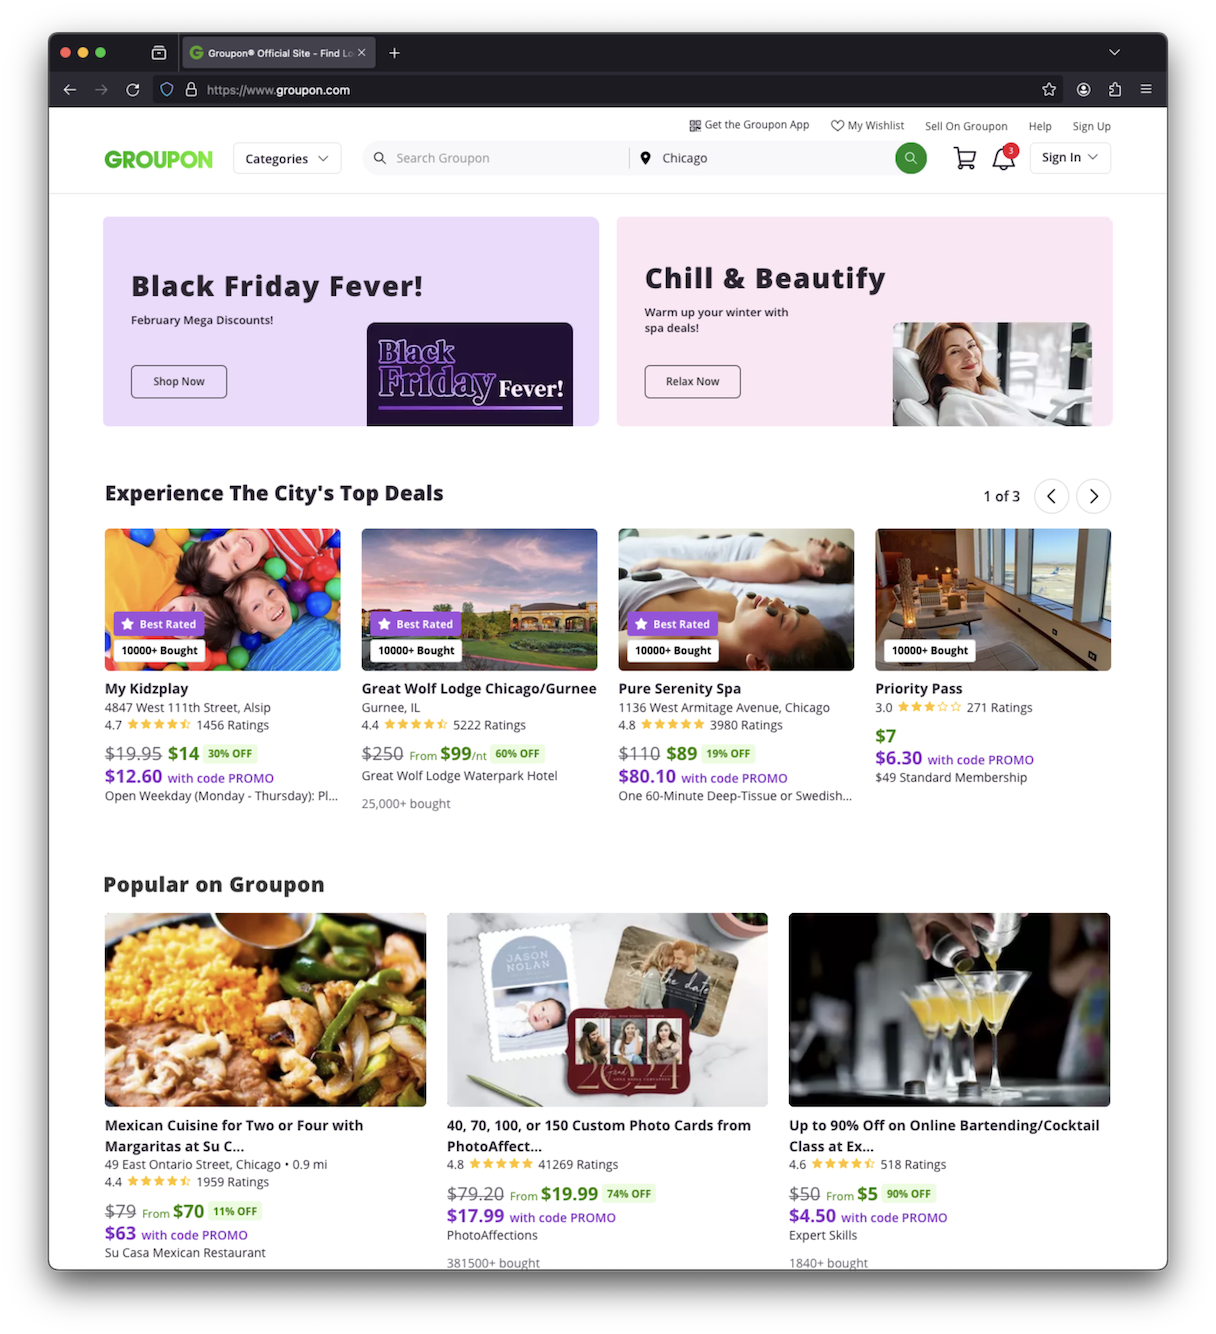 Groupon® Official Site - Find Lo
https://www.groupon.com
Get the Groupon App
My Wishlist
Sell On Groupon
Help
Sign Up
GROUPON
Categories
Search Groupon
Chicago
3
Sign In
Black Friday Fever!
February Mega Discounts!
Shop Now
Black
Friday Fever!
Chill & Beautify
Warm up your winter with
spa deals!
Relax Now
Experience The City's Top Deals
1 of 3
Best Rated
10000+ Bought
My Kidzplay
4847 West 111th Street, Alsip
4.7 1456 Ratings
$19.95 $14 30% OFF
$12.60 with code PROMO
Open Weekday (Monday - Thursday): Pl...
Best Rated
10000+ Bought
Great Wolf Lodge Chicago/Gurnee
Gurnee, IL
4.4 5222 Ratings
$250 From $99/nt 60% OFF
Great Wolf Lodge Waterpark Hotel
25,000+ bought
Best Rated
10000+ Bought
Pure Serenity Spa
1136 West Armitage Avenue, Chicago
4.8 3980 Ratings
$110 $89 19% OFF
$80.10 with code PROMO
One 60-Minute Deep-Tissue or Swedish...
10000+ Bought
Priority Pass
3.0 271 Ratings
$7
$6.30 with code PROMO
$49 Standard Membership
Popular on Groupon
Mexican Cuisine for Two or Four with
Margaritas at Su C...
49 East Ontario Street, Chicago • 0.9 mi
4.4 1959 Ratings
$79 From $70 11% OFF
$63 with code PROMO
Su Casa Mexican Restaurant
JASON
NOLAN
save the date!
Grad
2024
40, 70, 100, or 150 Custom Photo Cards from
PhotoAffect...
4.8 41269 Ratings
$79.20 From $19.99 74% OFF
$17.99 with code PROMO
PhotoAffections
381500+ bought
Up to 90% Off on Online Bartending/Cocktail
Class at Ex...
4.6 518 Ratings
$50 From $5 90% OFF
$4.50 with code PROMO
Expert Skills
1840+ bought